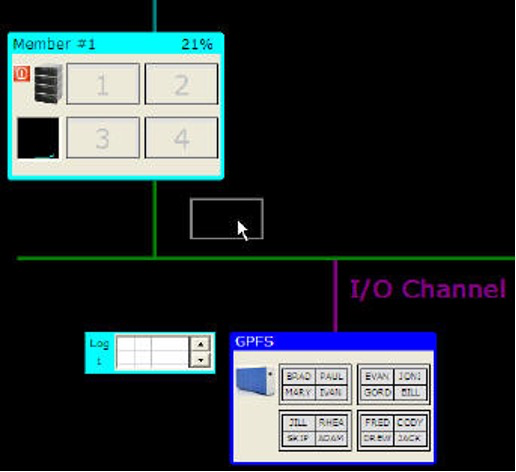 Member #1 21%
1 2
3 4
I/O Channel
Log
1
GPFS
BRAD PAUL EVAN JONI
MARY IVAN GORD BILL
JILL RHEA FRED CODY
SKIP ADAM DREW JACK